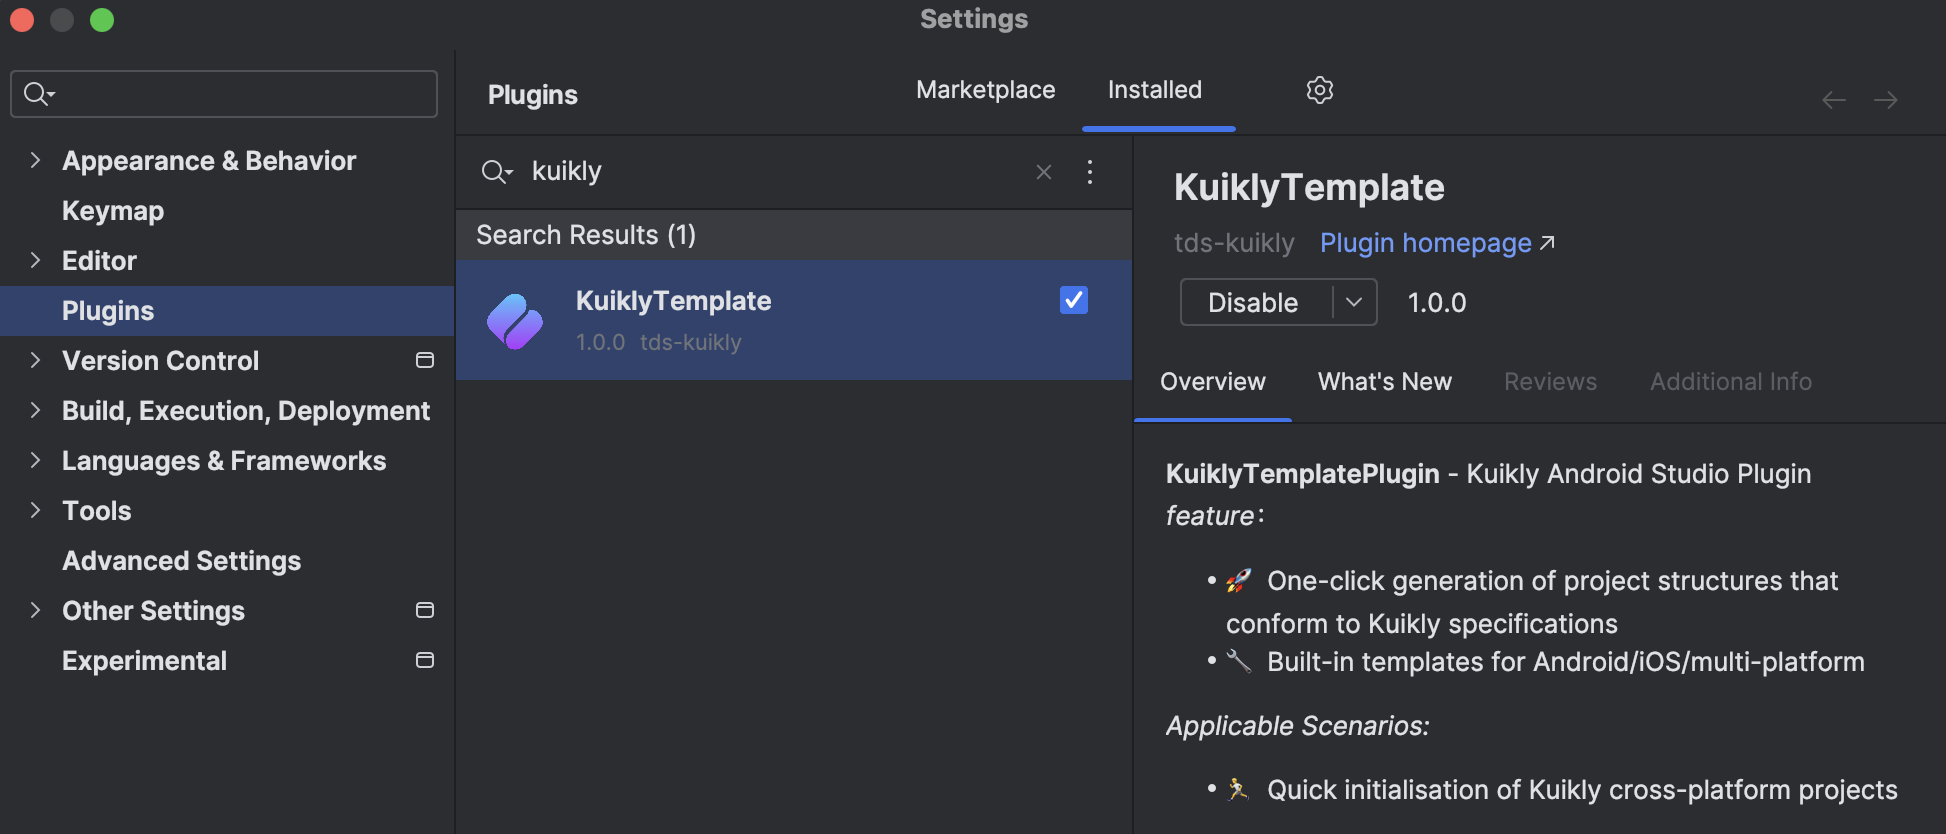 Settings
Appearance & Behavior
Keymap
Editor
Plugins
Version Control
Build, Execution, Deployment
Languages & Frameworks
Tools
Advanced Settings
Other Settings
Experimental
Plugins
Marketplace
Installed
kuikly
Search Results (1)
KuiklyTemplate
1.0.0 tds-kuikly
KuiklyTemplate
tds-kuikly Plugin homepage ↗
Disable 1.0.0
Overview What's New Reviews Additional Info
KuiklyTemplatePlugin - Kuikly Android Studio Plugin
feature:
• 🚀 One-click generation of project structures that
conform to Kuikly specifications
• 🔧 Built-in templates for Android/iOS/multi-platform
Applicable Scenarios:
• 🏃 Quick initialisation of Kuikly cross-platform projects